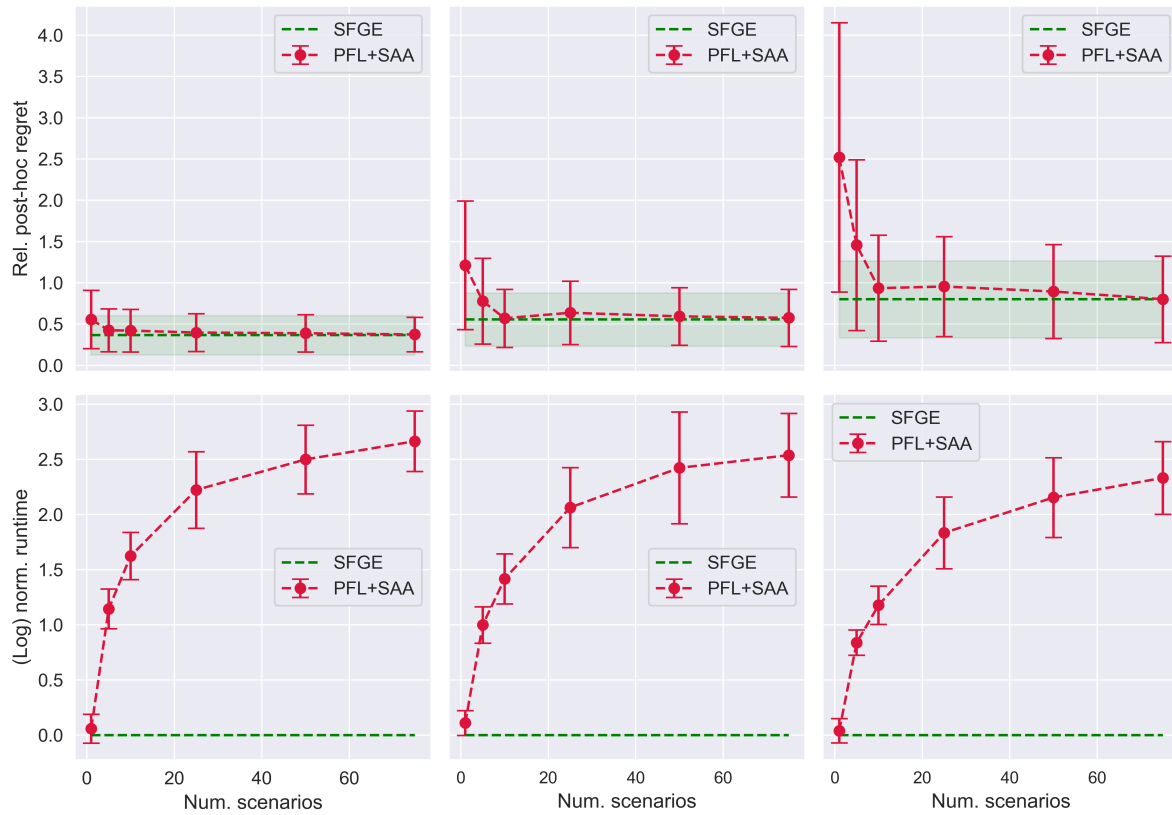 SFGE
PFL+SAA
SFGE
PFL+SAA
SFGE
PFL+SAA
Rel. post-hoc regret
4.0
3.5
3.0
2.5
2.0
1.5
1.0
0.5
0.0
(Log) norm. runtime
3.0
2.5
2.0
1.5
1.0
0.5
0.0
SFGE
PFL+SAA
SFGE
PFL+SAA
SFGE
PFL+SAA
0 20 40 60
0 20 40 60
0 20 40 60
Num. scenarios
Num. scenarios
Num. scenarios